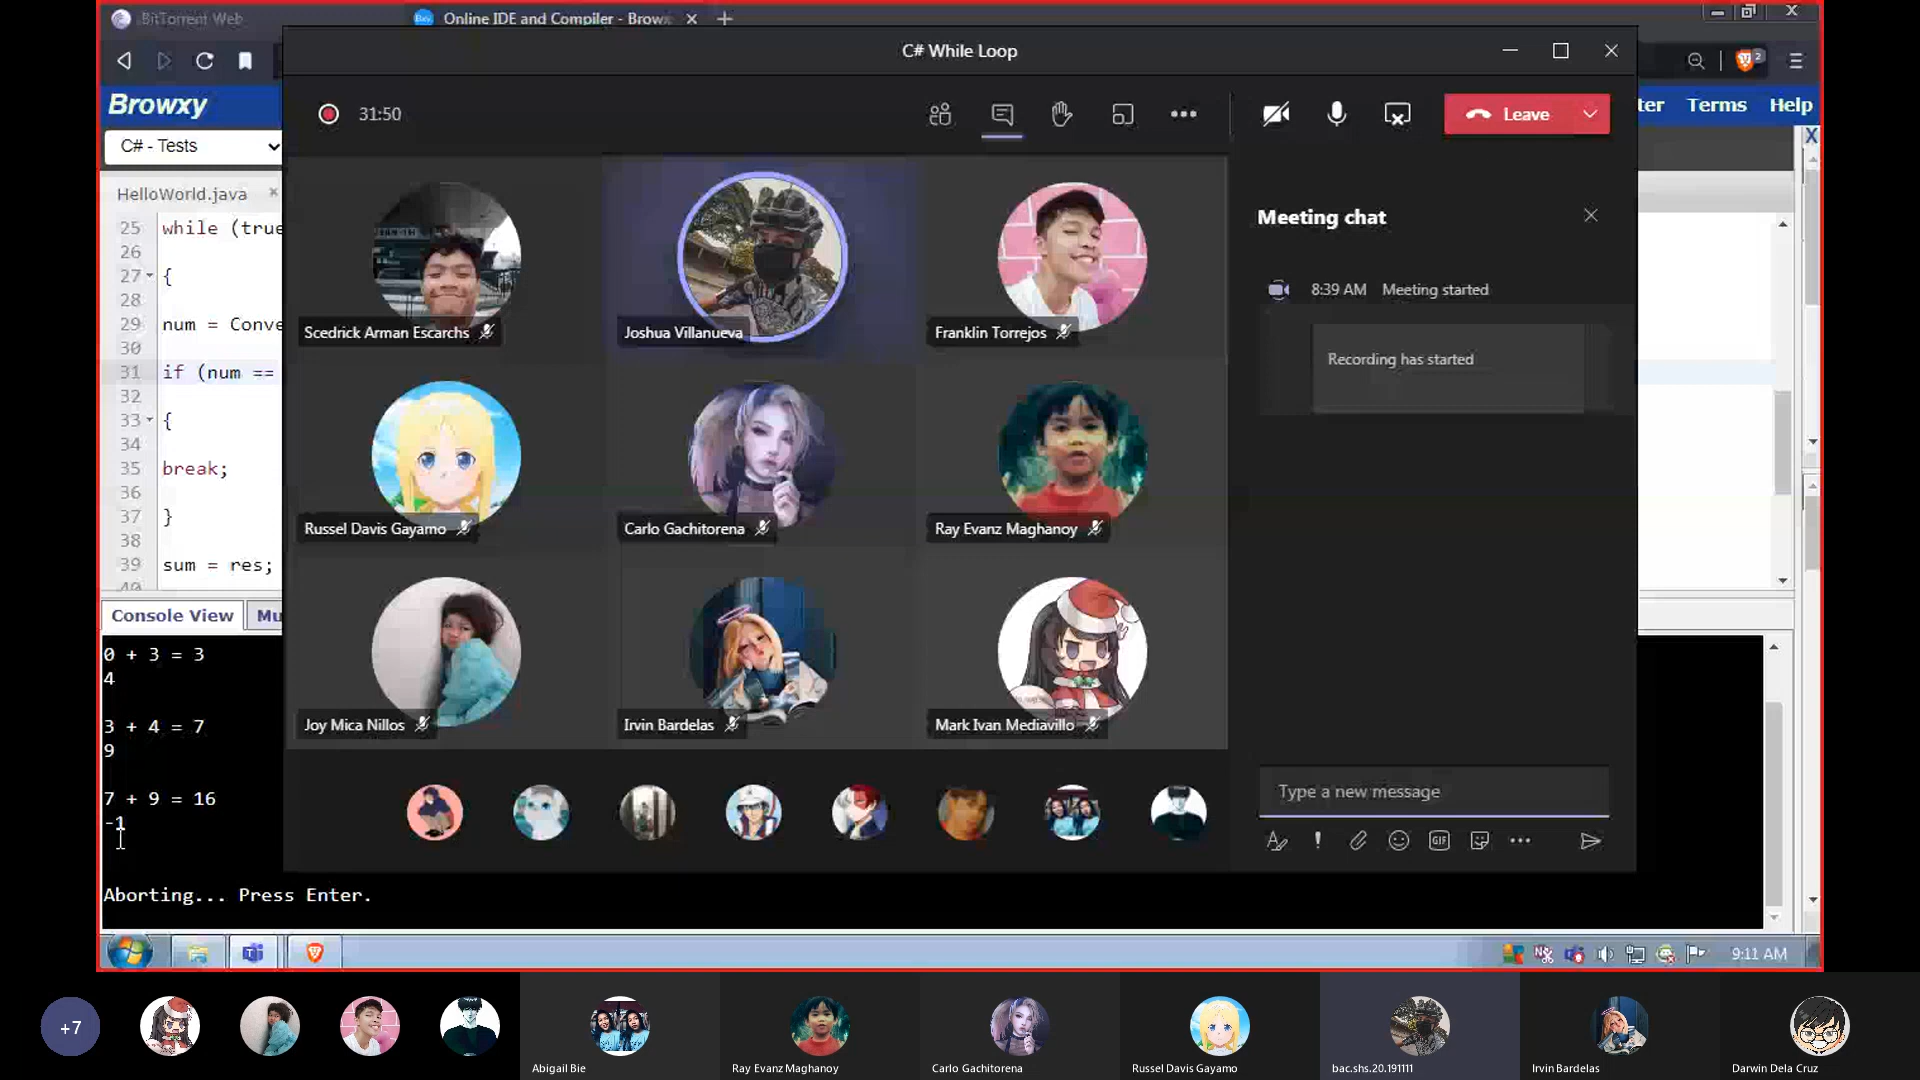 BitTorrent Web
Online IDE and Compiler - Brow
C# While Loop
2
Browxy
ter
Terms
Help
31:50
Leave
C# - Tests
X
HelloWorld.java
25 while (true
26
27 {
28
29 num = Conve
30
31 if (num ==
32
33 {
34
35 break;
36
37 }
38
39 sum = res;
40
Meeting chat
8:39 AM Meeting started
Recording has started
Scedrick Arman Escarchs
Joshua Villanueva
Franklin Torrejos
Russel Davis Gayamo
Carlo Gachitorena
Ray Evanz Maghanoy
Joy Mica Nillos
Irvin Bardelas
Mark Ivan Mediavillo
Type a new message
GIF
Console View
Mu
0 + 3 = 3
4
3 + 4 = 7
9
7 + 9 = 16
-1
Aborting... Press Enter.
9:11 AM
+7
Abigail Bie
Ray Evanz Maghanoy
Carlo Gachitorena
Russel Davis Gayamo
bac.shs.20.191111
Irvin Bardelas
Darwin Dela Cruz